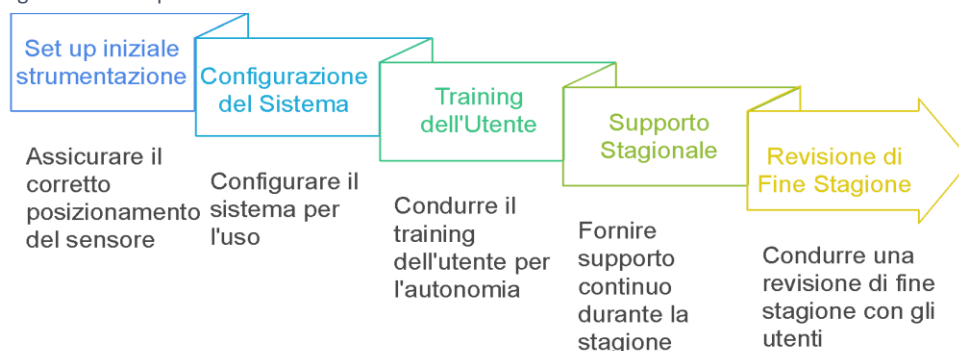 Set up iniziale
strumentazione
Assicurare il
corretto
posizionamento
del sensore
Configurazione
del Sistema
Configurare il
sistema per
l'uso
Training
dell'Utente
Condurre il
training
dell'utente per
l'autonomia
Supporto
Stagionale
Fornire
supporto
continuo
durante la
stagione
Revisione di
Fine Stagione
Condurre una
revisione di fine
stagione con gli
utenti